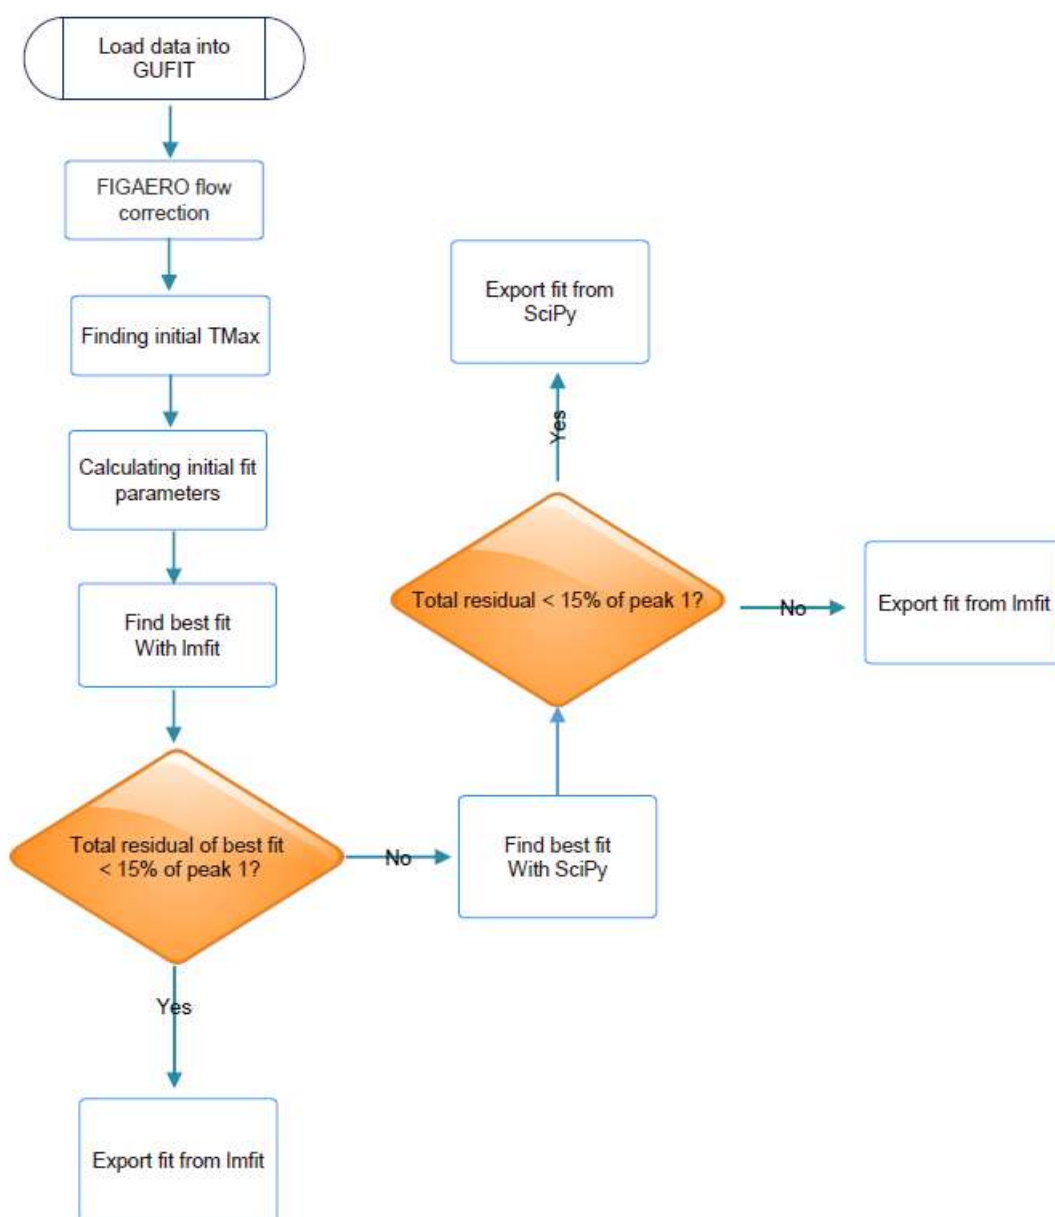 Load data into
GUFIT
FIGAERO flow
correction
Finding initial TMax
Calculating initial fit
parameters
Find best fit
With lmfit
Total residual of best fit
< 15% of peak 1?
No
Yes
Export fit from lmfit
Find best fit
With SciPy
Total residual < 15% of peak 1?
Yes
Export fit from
SciPy
No
Export fit from lmfit